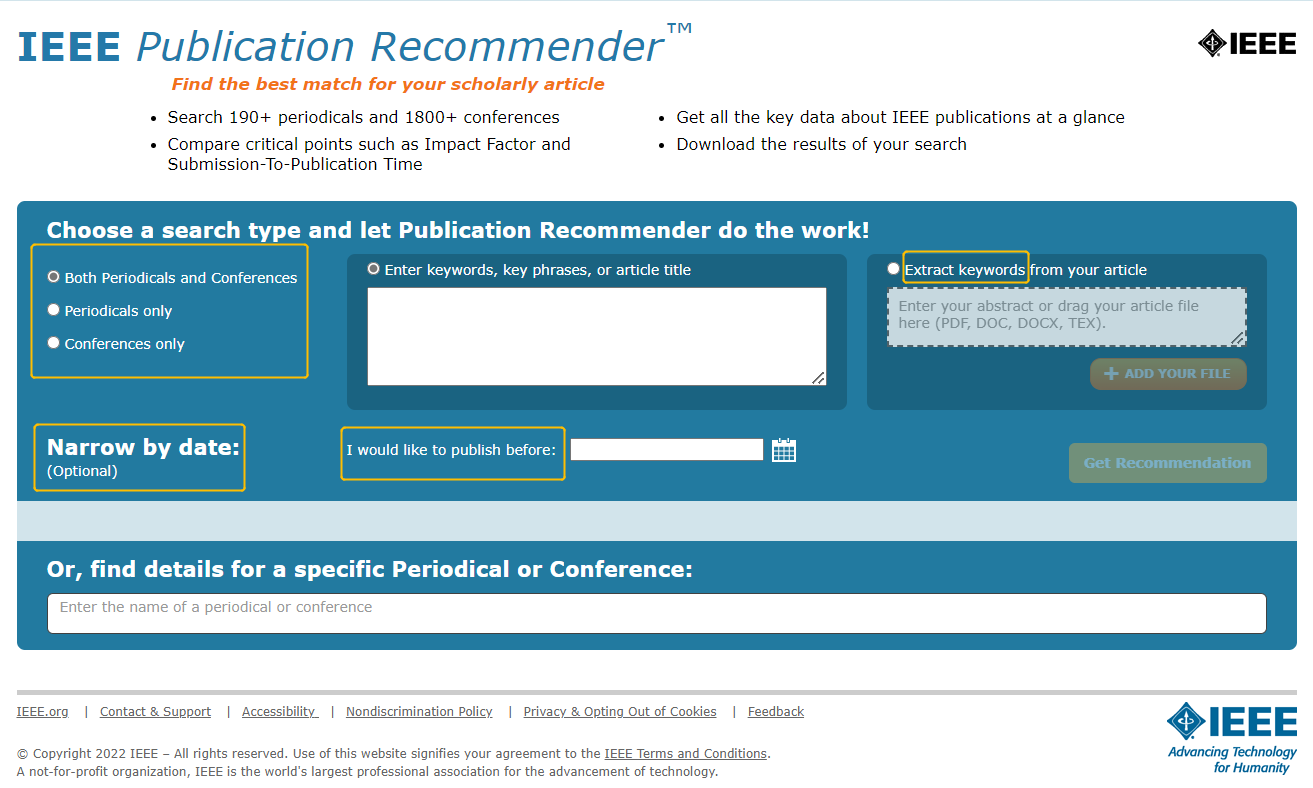 IEEE Publication Recommender™
IEEE
Find the best match for your scholarly article
• Search 190+ periodicals and 1800+ conferences
• Compare critical points such as Impact Factor and
Submission-To-Publication Time
• Get all the key data about IEEE publications at a glance
• Download the results of your search
Choose a search type and let Publication Recommender do the work!
Both Periodicals and Conferences
Periodicals only
Conferences only
Enter keywords, key phrases, or article title
Extract keywords from your article
Enter your abstract or drag your article file
here (PDF, DOC, DOCX, TEX).
+ ADD YOUR FILE
Narrow by date:
(Optional)
I would like to publish before:
Get Recommendation
Or, find details for a specific Periodical or Conference:
Enter the name of a periodical or conference
IEEE.org | Contact & Support | Accessibility | Nondiscrimination Policy | Privacy & Opting Out of Cookies | Feedback
© Copyright 2022 IEEE – All rights reserved. Use of this website signifies your agreement to the IEEE Terms and Conditions.
A not-for-profit organization, IEEE is the world's largest professional association for the advancement of technology.
IEEE
Advancing Technology
for Humanity